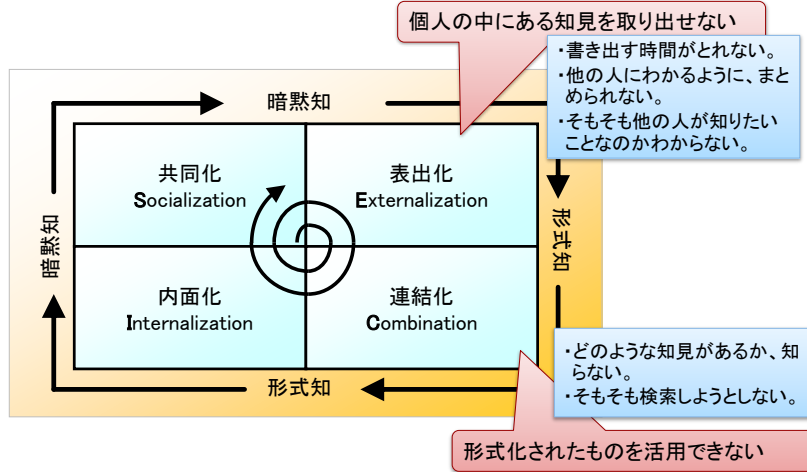 個人の中にある知見を取り出せない
・書き出す時間がとれない。
・他の人にわかるように、まと
められない。
・そもそも他の人が知りたい
ことなのかわからない。
暗黙知
共同化
Socialization
表出化
Externalization
暗黙知
形式知
内面化
Internalization
連結化
Combination
形式知
・どのような知見があるか、知
らない。
・そもそも検索しようとしない。
形式化されたものを活用できない